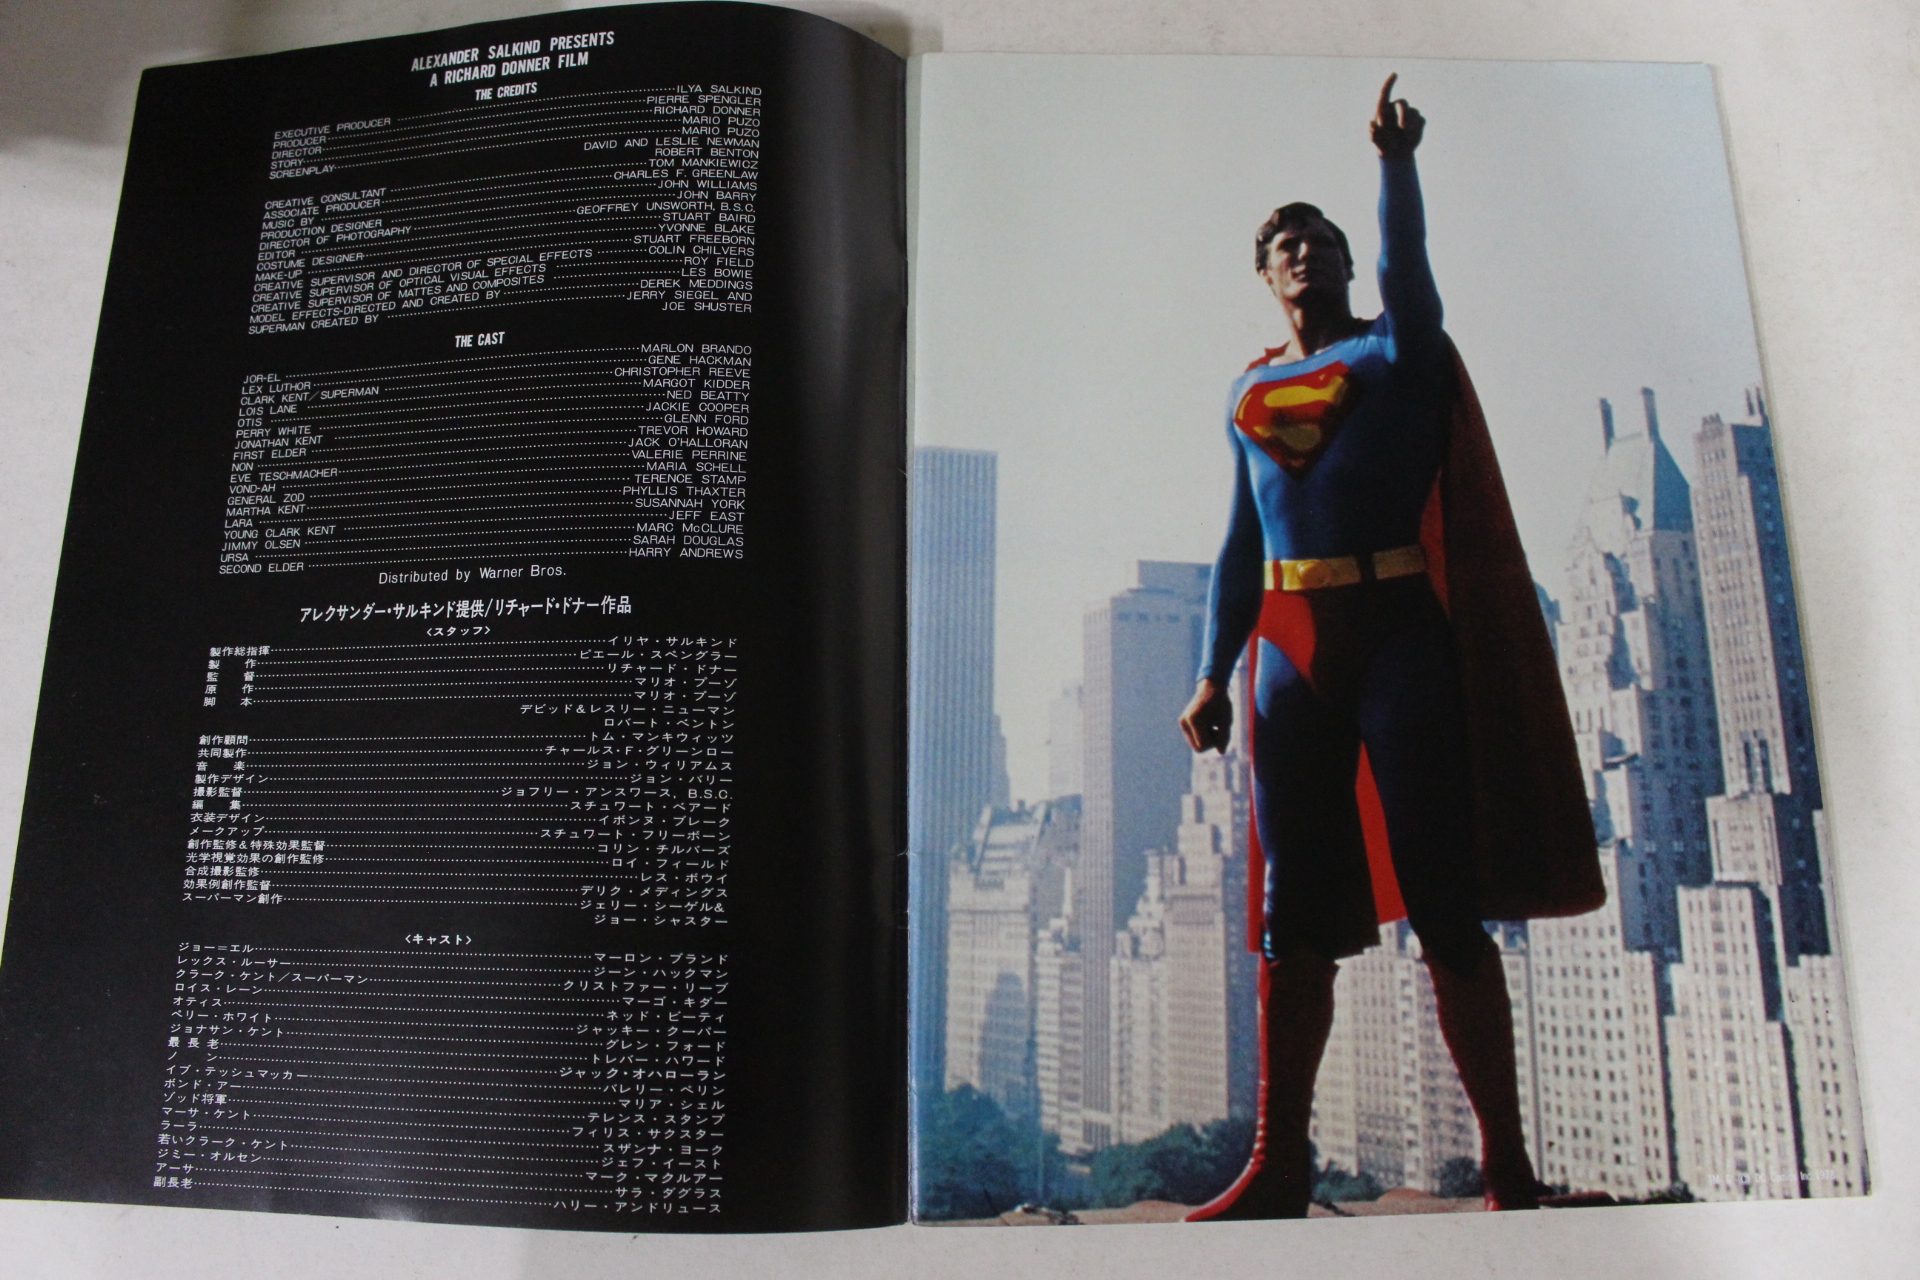 ALEXANDER SALKIND PRESENTS
A RICHARD DONNER FILM
THE CREDITS
EXECUTIVE PRODUCER ILYA SALKIND
PRODUCER PIERRE SPENGLER
DIRECTOR RICHARD DONNER
STORY MARIO PUZO
SCREENPLAY MARIO PUZO
DAVID AND LESLIE NEWMAN
ROBERT BENTON
CREATIVE CONSULTANT TOM MANKIEWICZ
ASSOCIATE PRODUCER CHARLES F. GREENLAW
MUSIC BY JOHN WILLIAMS
PRODUCTION DESIGNER JOHN BARRY
DIRECTOR OF PHOTOGRAPHY GEOFFREY UNSWORTH, B.S.C.
EDITOR STUART BAIRD
COSTUME DESIGNER YVONNE BLAKE
MAKE-UP STUART FREEBORN
CREATIVE SUPERVISOR AND DIRECTOR OF SPECIAL EFFECTS COLIN CHILVERS
CREATIVE SUPERVISOR OF OPTICAL VISUAL EFFECTS ROY FIELD
CREATIVE SUPERVISOR OF MATTES AND COMPOSITES LES BOWIE
MODEL EFFECTS-DIRECTED AND CREATED BY DEREK MEDDINGS
SUPERMAN CREATED BY JERRY SIEGEL AND
JOE SHUSTER
THE CAST
JOR-EL MARLON BRANDO
LEX LUTHOR GENE HACKMAN
CLARK KENT/SUPERMAN CHRISTOPHER REEVE
LOIS LANE MARGOT KIDDER
OTIS NED BEATTY
PERRY WHITE JACKIE COOPER
JONATHAN KENT GLENN FORD
FIRST ELDER TREVOR HOWARD
NON JACK O'HALLORAN
EVE TESCHMACHER VALERIE PERRINE
VOND-AH MARIA SCHELL
GENERAL ZOD TERENCE STAMP
MARTHA KENT PHYLLIS THAXTER
LARA SUSANNAH YORK
YOUNG CLARK KENT JEFF EAST
JIMMY OLSEN MARC McCLURE
URSA SARAH DOUGLAS
SECOND ELDER HARRY ANDREWS
Distributed by Warner Bros.
アレクサンダー・サルキンド提供/リチャード・ドナー作品
〈スタッフ〉
製作総指揮 イリヤ・サルキンド
製作 ピエール・スペングラー
監督 リチャード・ドナー
原作 マリオ・プーゾ
脚本 マリオ・プーゾ
デビッド&レスリー・ニューマン
ロバート・ベントン
創作顧問 トム・マンキウィッツ
共同製作 チャールス・F・グリーンロー
音楽 ジョン・ウィリアムス
製作デザイン ジョン・バリー
撮影監督 ジョフリー・アンスワース, B.S.C.
編集 スチュワート・ベアード
衣装デザイン イボンヌ・ブレーク
メークアップ スチュワート・フリーボーン
創作監修&特殊効果監督 コリン・チルバーズ
光学視覚効果の創作監修 ロイ・フィールド
合成撮影監修 レス・ボウイ
効果例創作監督 デリク・メディングス
スーパーマン創作 ジェリー・シーゲル&
ジョー・シャスター
〈キャスト〉
ジョー=エル マーロン・ブランド
レックス・ルーサー ジーン・ハックマン
クラーク・ケント/スーパーマン クリストファー・リーブ
ロイス・レーン マーゴ・キダー
オティス ネッド・ビーティ
ペリー・ホワイト ジャッキー・クーパー
ジョナサン・ケント グレン・フォード
最長老 トレバー・ハワード
ノン ジャック・オハローラン
イブ・テッシュマッカー バレリー・ペリン
ボンド・アー マリア・シェル
ゾッド将軍 テレンス・スタンプ
マーサ・ケント フィリス・サクスター
ラーラ スザンナ・ヨーク
若いクラーク・ケント ジェフ・イースト
ジミー・オルセン マーク・マクルアー
アーサ サラ・ダグラス
副長老 ハリー・アンドリュース
S
DC Comics Inc. 1978